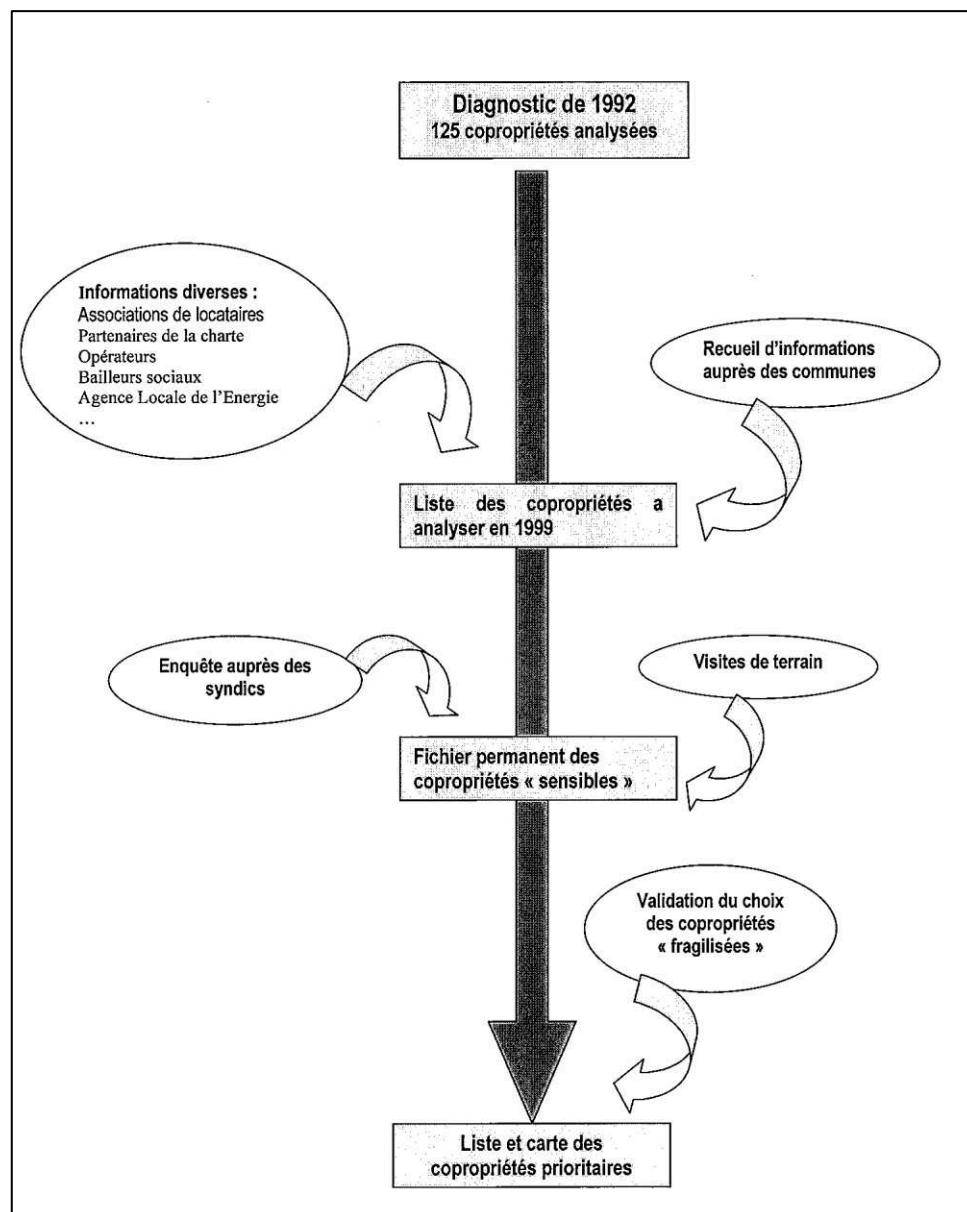 Diagnostic de 1992
125 copropriétés analysées
Informations diverses :
Associations de locataires
Partenaires de la charte
Opérateurs
Bailleurs sociaux
Agence Locale de l’Energie
…
Recueil d’informations
auprès des communes
Liste des copropriétés a
analyser en 1999
Enquête auprès des
syndics
Visites de terrain
Fichier permanent des
copropriétés « sensibles »
Validation du choix
des copropriétés
« fragilisées »
Liste et carte des
copropriétés prioritaires